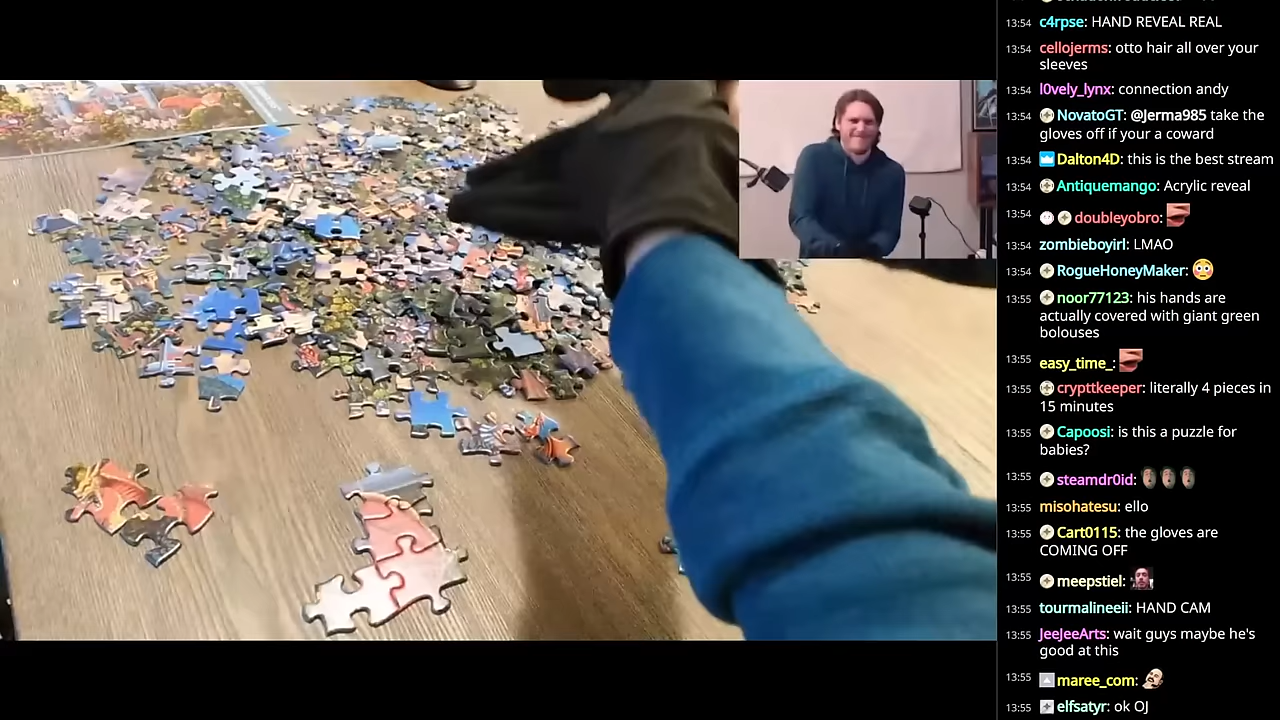 13:54 c4rpse: HAND REVEAL REAL
13:54 cellojerms: otto hair all over your
sleeves
13:54 l0vely_lynx: connection andy
13:54 NovatoGT: @Jerma985 take the
gloves off if your a coward
13:54 Dalton4D: this is the best stream
13:54 Antiquemango: Acrylic reveal
13:54 doubleyobro:
13:54 zombieboyirl: LMAO
13:54 RogueHoneyMaker:
13:55 noor77123: his hands are
actually covered with giant green
bolouses
13:55 easy_time_:
13:55 crypttkeeper: literally 4 pieces in
15 minutes
13:55 Capoosi: is this a puzzle for
babies?
13:55 steamdr0id:
13:55 misohatesu: ello
13:55 Cart0115: the gloves are
COMING OFF
13:55 meepstiel:
13:55 tourmalineeii: HAND CAM
13:55 JeeJeeArts: wait guys maybe he's
good at this
13:55 maree_com:
13:55 elfsatyr: ok OJ